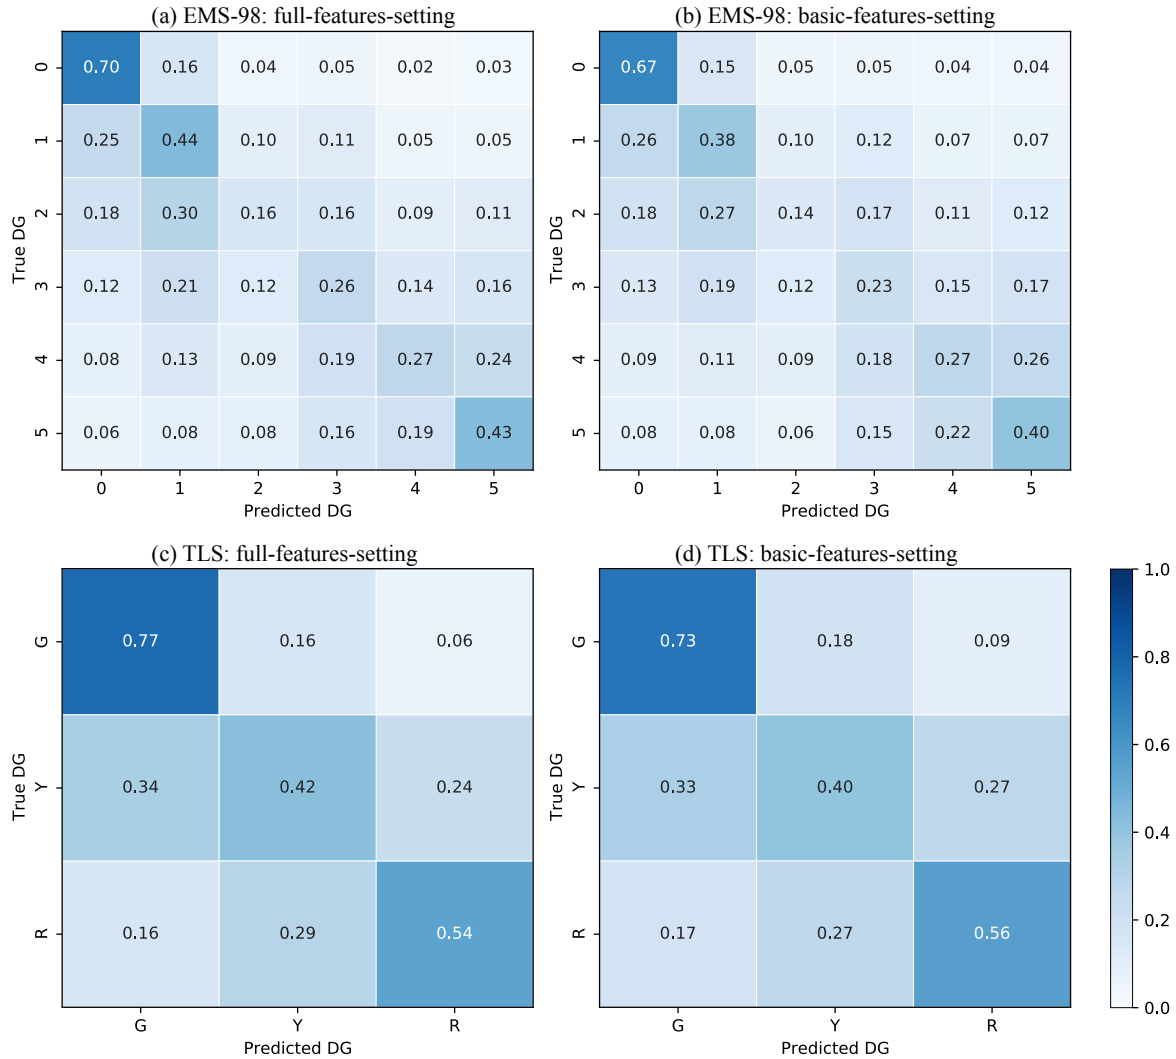 (a) EMS-98: full-features-setting
0 0.70 0.16 0.04 0.05 0.02 0.03
1 0.25 0.44 0.10 0.11 0.05 0.05
2 0.18 0.30 0.16 0.16 0.09 0.11
3 0.12 0.21 0.12 0.26 0.14 0.16
4 0.08 0.13 0.09 0.19 0.27 0.24
5 0.06 0.08 0.08 0.16 0.19 0.43
True DG
0 1 2 3 4 5
Predicted DG
(b) EMS-98: basic-features-setting
0 0.67 0.15 0.05 0.05 0.04 0.04
1 0.26 0.38 0.10 0.12 0.07 0.07
2 0.18 0.27 0.14 0.17 0.11 0.12
3 0.13 0.19 0.12 0.23 0.15 0.17
4 0.09 0.11 0.09 0.18 0.27 0.26
5 0.08 0.08 0.06 0.15 0.22 0.40
True DG
0 1 2 3 4 5
Predicted DG
(c) TLS: full-features-setting
G 0.77 0.16 0.06
Y 0.34 0.42 0.24
R 0.16 0.29 0.54
True DG
G Y R
Predicted DG
(d) TLS: basic-features-setting
G 0.73 0.18 0.09
Y 0.33 0.40 0.27
R 0.17 0.27 0.56
True DG
G Y R
Predicted DG
1.0
0.8
0.6
0.4
0.2
0.0